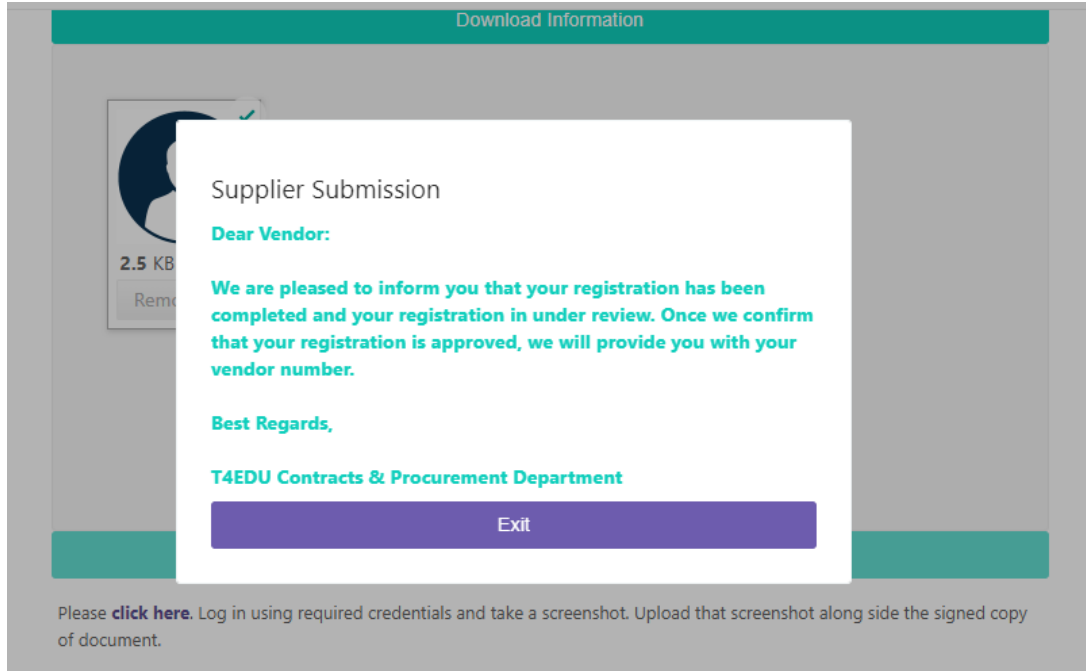 Download Information
2.5 KB
Supplier Submission
Dear Vendor:
We are pleased to inform you that your registration has been
completed and your registration in under review. Once we confirm
that your registration is approved, we will provide you with your
vendor number.
Best Regards,
T4EDU Contracts & Procurement Department
Exit
Please click here. Log in using required credentials and take a screenshot. Upload that screenshot along side the signed copy
of document.